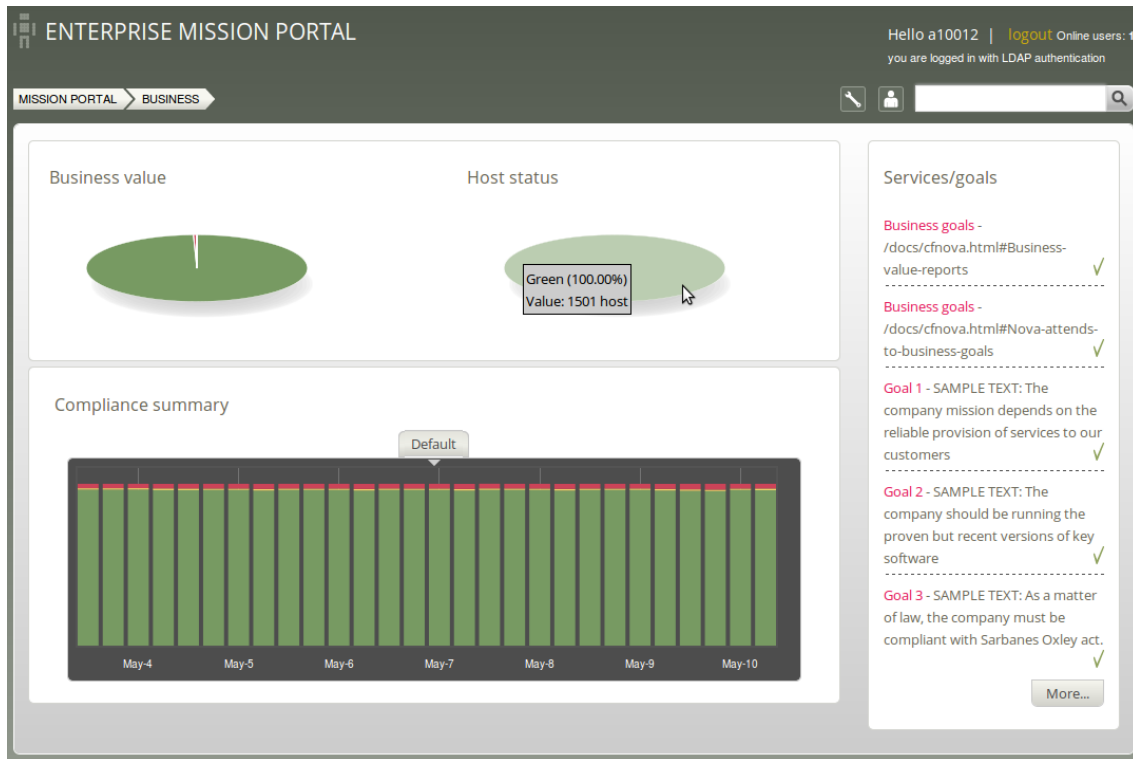 ENTERPRISE MISSION PORTAL
Hello a10012 | logout Online users:
you are logged in with LDAP authentication
MISSION PORTAL
BUSINESS
Business value
Host status
Green (100.00%)
Value: 1501 host
Compliance summary
Default
May-4 May-5 May-6 May-7 May-8 May-9 May-10
Services/goals
Business goals -
/docs/cfnova.html#Business-
value-reports
Business goals -
/docs/cfnova.html#Nova-attends-
to-business-goals
Goal 1 - SAMPLE TEXT: The
company mission depends on the
reliable provision of services to our
customers
Goal 2 - SAMPLE TEXT: The
company should be running the
proven but recent versions of key
software
Goal 3 - SAMPLE TEXT: As a matter
of law, the company must be
compliant with Sarbanes Oxley act.
More...